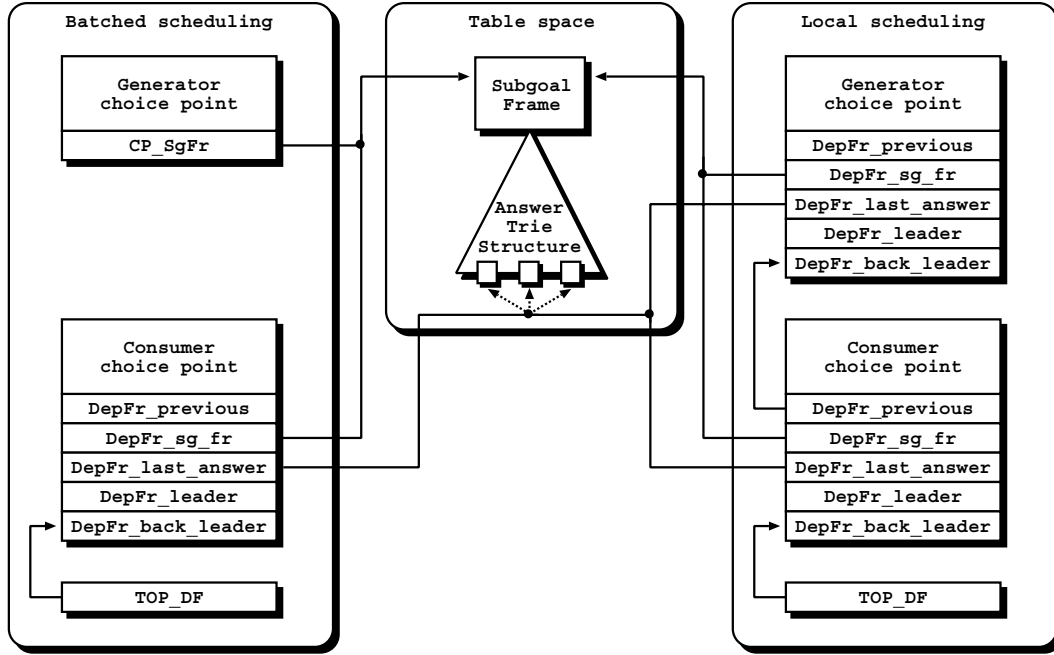 Batched scheduling
Generator
choice point
CP_SgFr
Consumer
choice point
DepFr_previous
DepFr_sg_fr
DepFr_last_answer
DepFr_leader
DepFr_back_leader
TOP_DF
Table space
Subgoal
Frame
Answer
Trie
Structure
Local scheduling
Generator
choice point
DepFr_previous
DepFr_sg_fr
DepFr_last_answer
DepFr_leader
DepFr_back_leader
Consumer
choice point
DepFr_previous
DepFr_sg_fr
DepFr_last_answer
DepFr_leader
DepFr_back_leader
TOP_DF